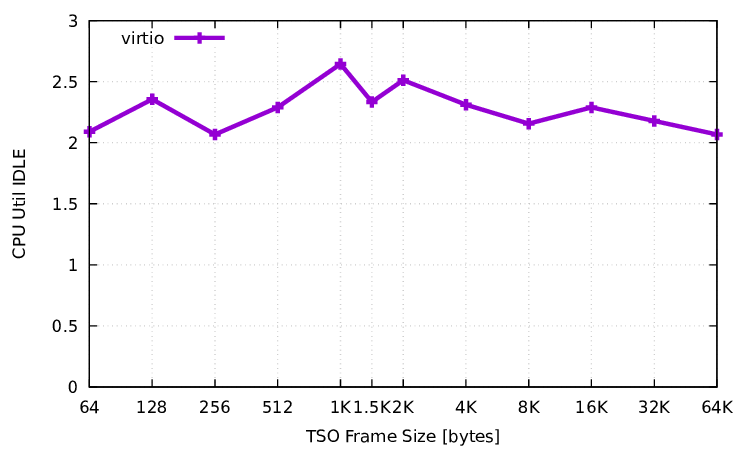 3
virtio
2.5
2
1.5
1
0.5
0
CPU Util IDLE
64 128 256 512 1K 1.5K 2K 4K 8K 16K 32K 64K
TSO Frame Size [bytes]